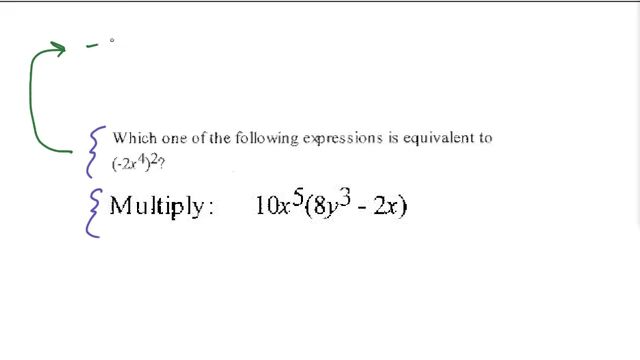 -
Which one of the following expressions is equivalent to
(-2x⁴)²?
Multiply: 10x⁵(8y³ - 2x)